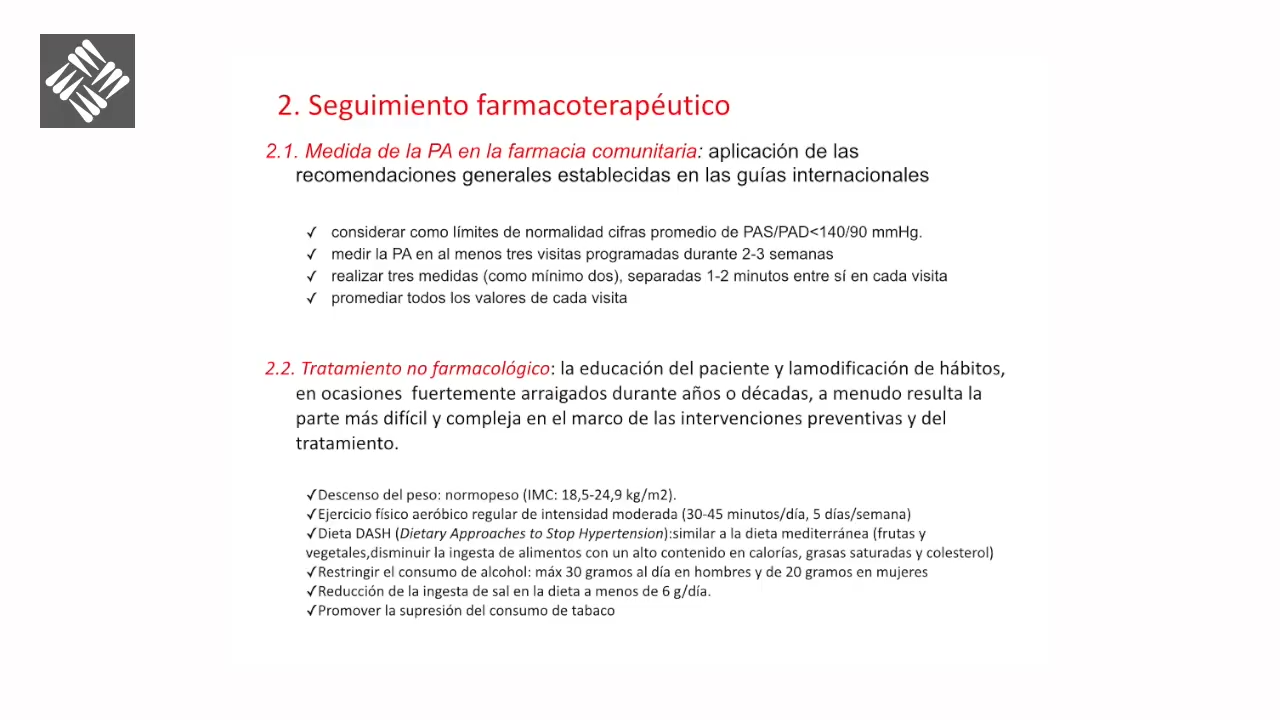 2. Seguimiento farmacoterapéutico
2.1. Medida de la PA en la farmacia comunitaria: aplicación de las
recomendaciones generales establecidas en las guías internacionales
✓ considerar como límites de normalidad cifras promedio de PAS/PAD<140/90 mmHg.
✓ medir la PA en al menos tres visitas programadas durante 2-3 semanas
✓ realizar tres medidas (como mínimo dos), separadas 1-2 minutos entre sí en cada visita
✓ promediar todos los valores de cada visita
2.2. Tratamiento no farmacológico: la educación del paciente y lamodificación de hábitos,
en ocasiones fuertemente arraigados durante años o décadas, a menudo resulta la
parte más difícil y compleja en el marco de las intervenciones preventivas y del
tratamiento.
✓Descenso del peso: normopeso (IMC: 18,5-24,9 kg/m2).
✓Ejercicio físico aeróbico regular de intensidad moderada (30-45 minutos/día, 5 días/semana)
✓Dieta DASH (Dietary Approaches to Stop Hypertension):similar a la dieta mediterránea (frutas y
vegetales,disminuir la ingesta de alimentos con un alto contenido en calorías, grasas saturadas y colesterol)
✓Restringir el consumo de alcohol: máx 30 gramos al día en hombres y de 20 gramos en mujeres
✓Reducción de la ingesta de sal en la dieta a menos de 6 g/día.
✓Promover la supresión del consumo de tabaco